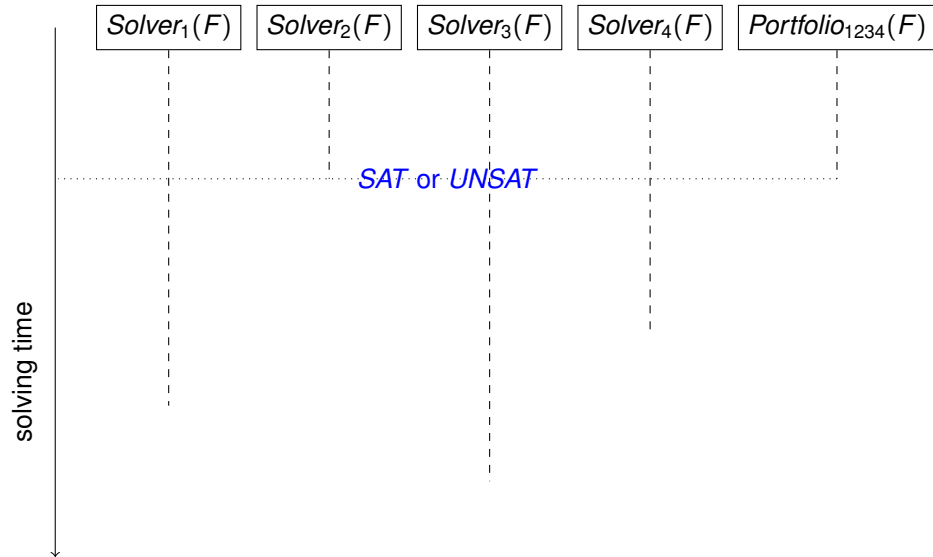 Solver₁(F) Solver₂(F) Solver₃(F) Solver₄(F) Portfolio₁₂₃₄(F)
SAT or UNSAT
solving time